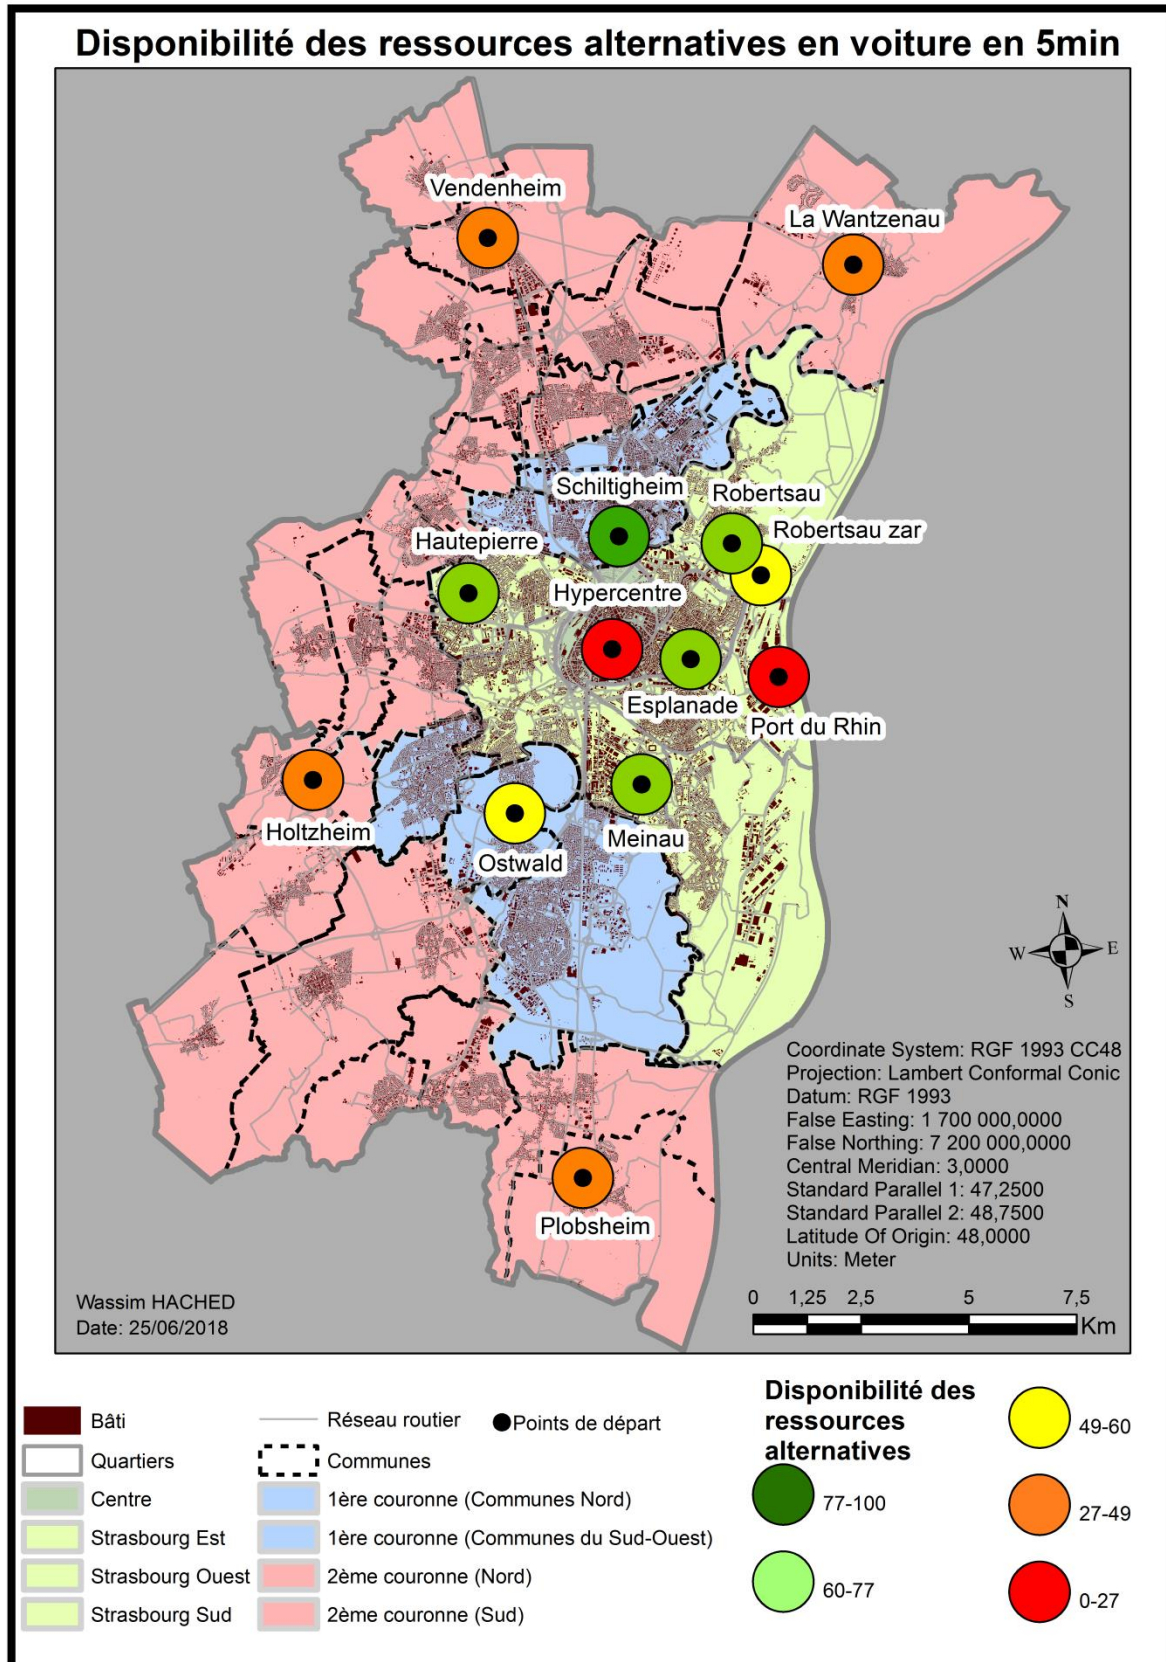 Disponibilité des ressources alternatives en voiture en 5min
Vendenheim
La Wantzenau
Schiltigheim
Robertsau
Robertsau zar
Hautepierre
Hypercentre
Esplanade
Port du Rhin
Holtzheim
Ostwald
Meinau
Plobsheim
N
W
E
S
Coordinate System: RGF 1993 CC48
Projection: Lambert Conformal Conic
Datum: RGF 1993
False Easting: 1 700 000,0000
False Northing: 7 200 000,0000
Central Meridian: 3,0000
Standard Parallel 1: 47,2500
Standard Parallel 2: 48,7500
Latitude Of Origin: 48,0000
Units: Meter
0 1,25 2,5 5 7,5
Km
Wassim HACHED
Date: 25/06/2018
Bâti
Quartiers
Centre
Strasbourg Est
Strasbourg Ouest
Strasbourg Sud
Réseau routier
Communes
1ère couronne (Communes Nord)
1ère couronne (Communes du Sud-Ouest)
2ème couronne (Nord)
2ème couronne (Sud)
Points de départ
Disponibilité des
ressources
alternatives
77-100
60-77
49-60
27-49
0-27